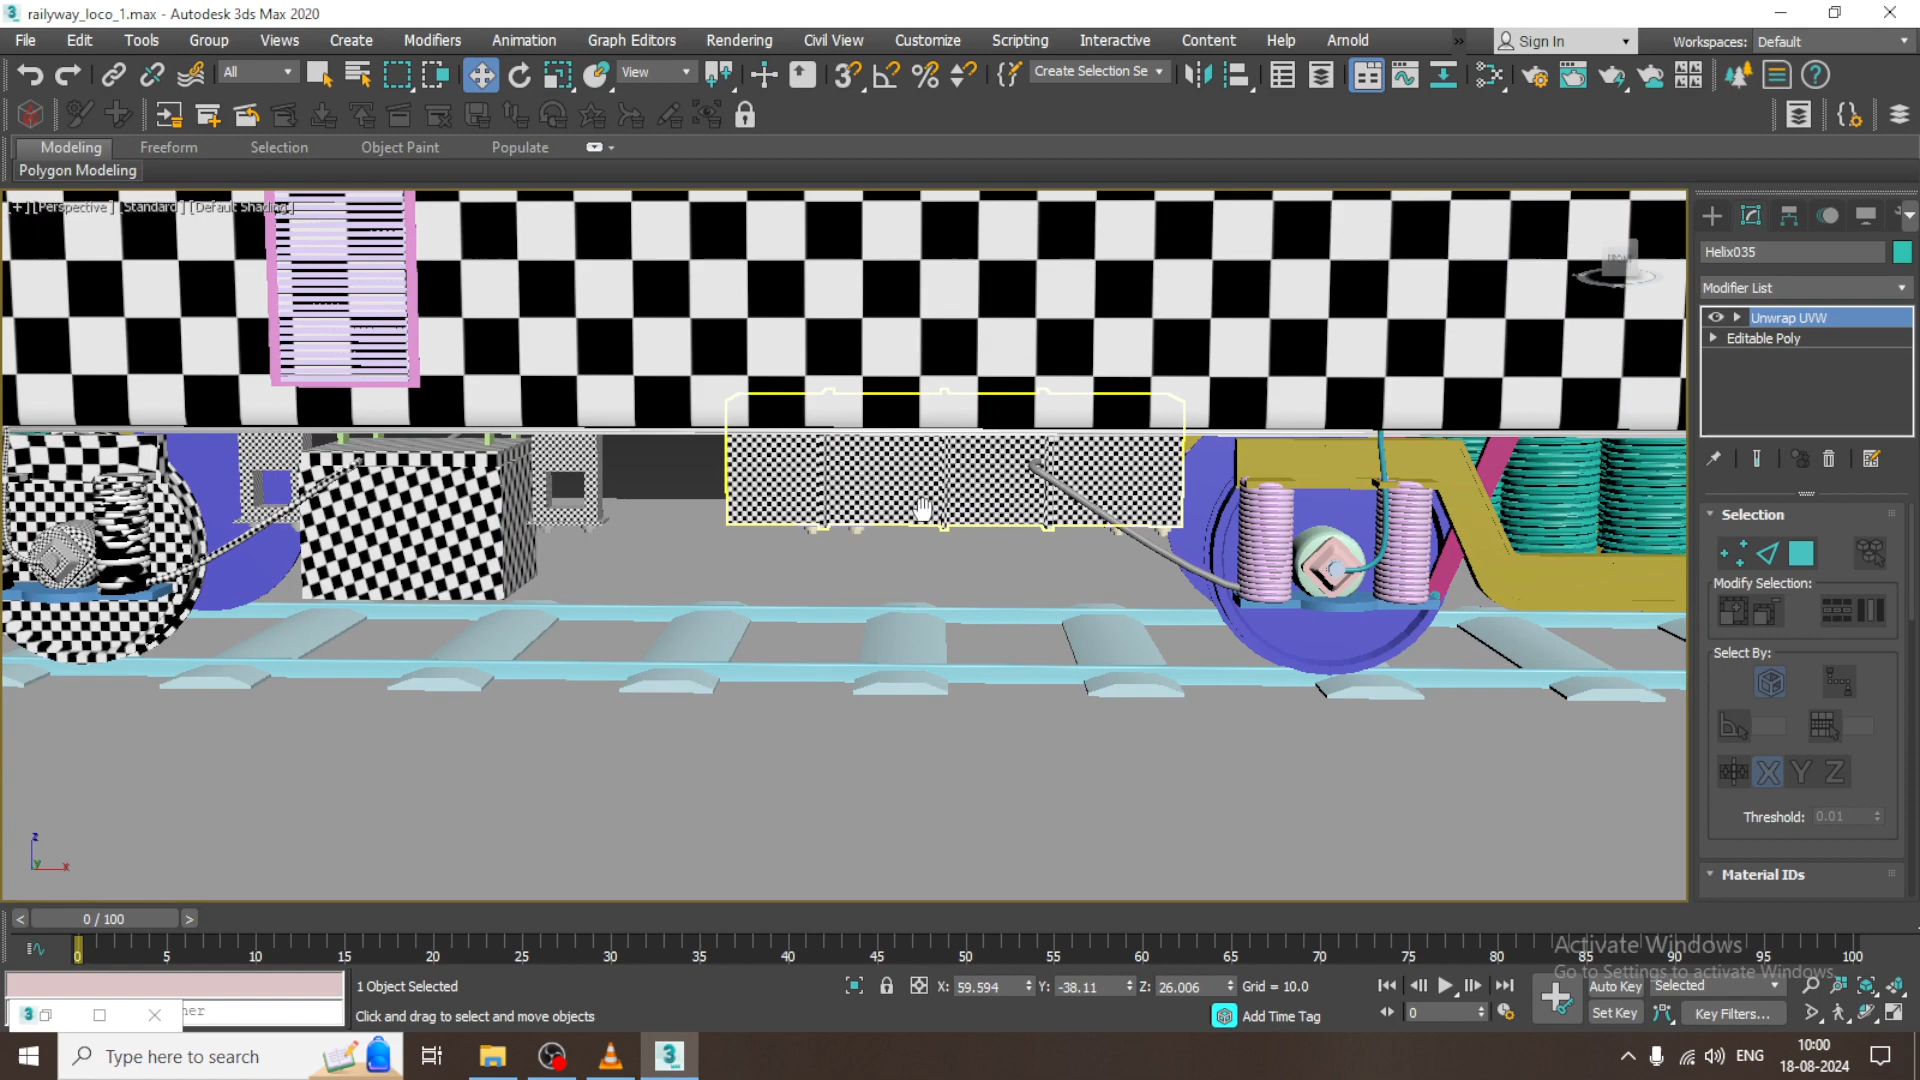 railyway_loco_1.max - Autodesk 3ds Max 2020
File Edit Tools Group Views Create Modifiers Animation Graph Editors Rendering Civil View Customize Scripting Interactive Content Help Arnold » Sign In Workspaces: Default
All View Create Selection Se
Modeling Freeform Selection Object Paint Populate
Polygon Modeling
[+] [Perspective] [Standard] [Default Shading]
FRONT
Helix035
Modifier List
Unwrap UVW
Editable Poly
Selection
Modify Selection:
Select By:
X Y Z
Threshold: 0.01
Material IDs
z
y x
< 0 / 100 >
0 5 10 15 20 25 30 35 40 45 50 55 60 65 70 75 80 85 90 95 100
Activate Windows
Go to Settings to activate Windows.
1 Object Selected X: 59.594 Y: -38.11 Z: 26.006 Grid = 10.0 Auto Key Selected
ner Click and drag to select and move objects Add Time Tag 0 Set Key Key Filters...
Type here to search ENG 10:00
18-08-2024